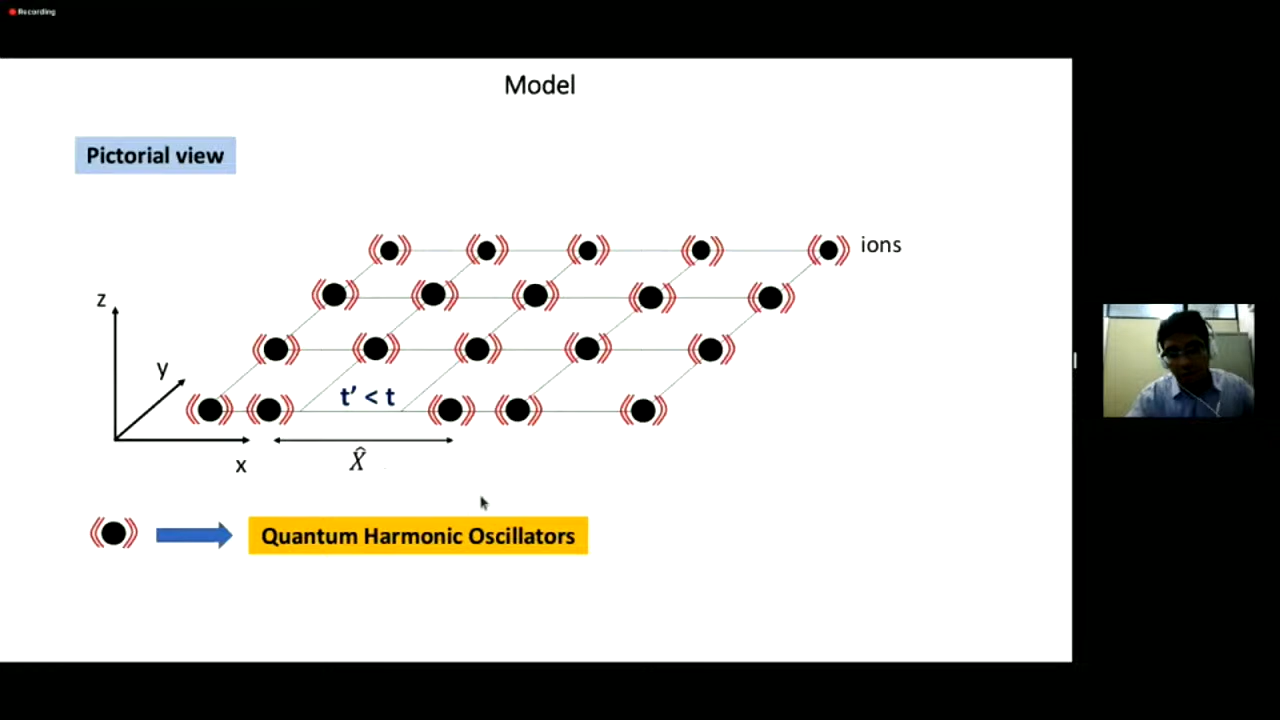 Recording
Model
Pictorial view
ions
z
y
t’ < t
x
X̂
Quantum Harmonic Oscillators